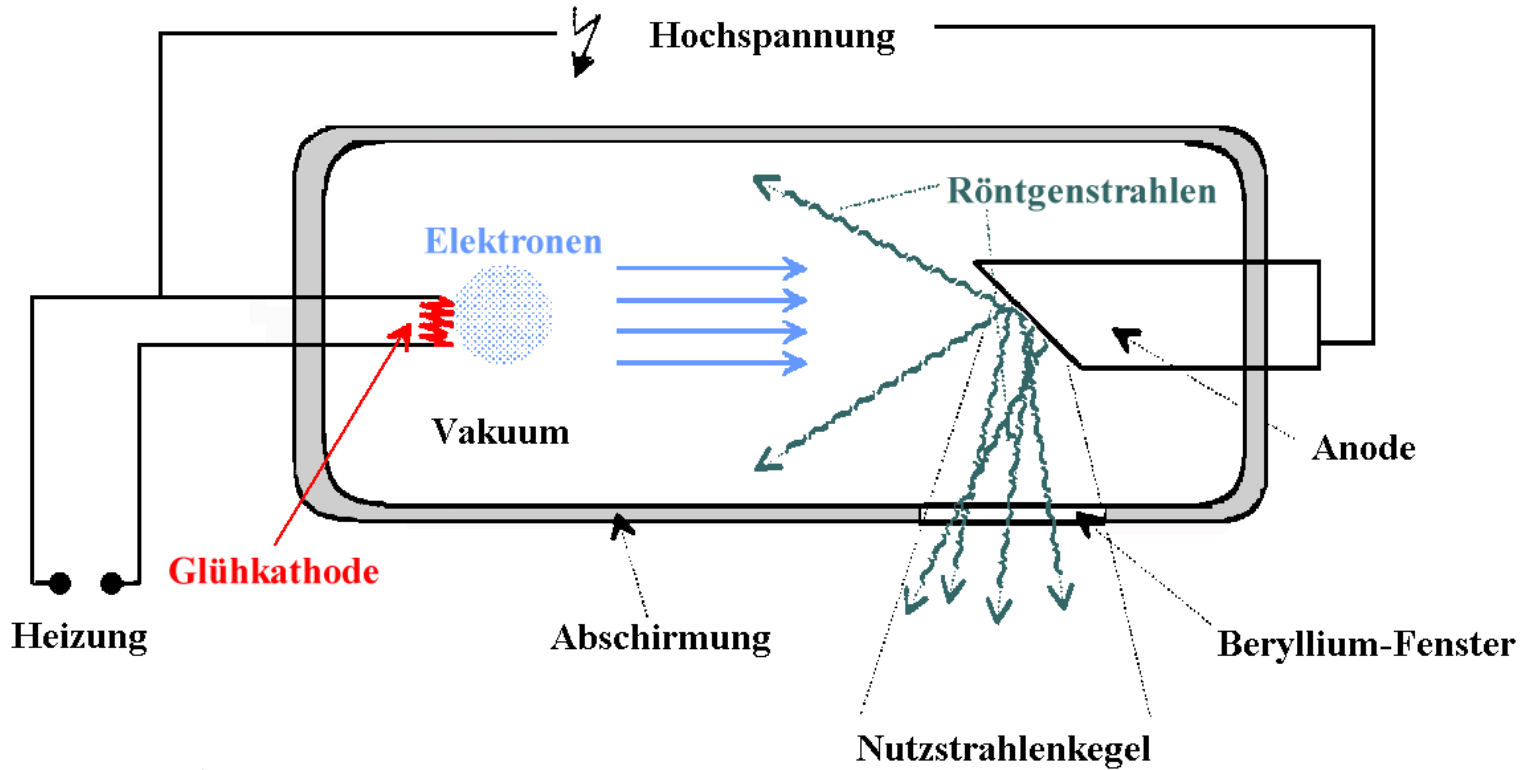 Hochspannung
Röntgenstrahlen
Elektronen
Vakuum
Anode
Glühkathode
Heizung
Abschirmung
Beryllium-Fenster
Nutzstrahlenkegel